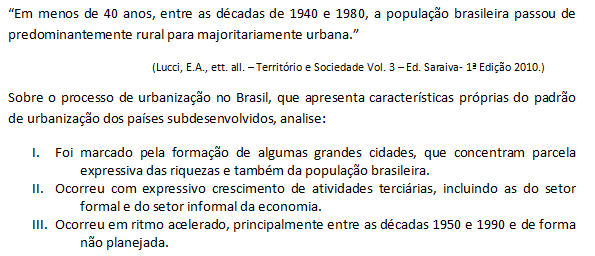 “Em menos de 40 anos, entre as décadas de 1940 e 1980, a população brasileira passou de
predominantemente rural para majoritariamente urbana.”
(Lucci, E.A., ett. all. – Território e Sociedade Vol. 3 – Ed. Saraiva- 1ª Edição 2010.)
Sobre o processo de urbanização no Brasil, que apresenta características próprias do padrão
de urbanização dos países subdesenvolvidos, analise:
I. Foi marcado pela formação de algumas grandes cidades, que concentram parcela
expressiva das riquezas e também da população brasileira.
II. Ocorreu com expressivo crescimento de atividades terciárias, incluindo as do setor
formal e do setor informal da economia.
III. Ocorreu em ritmo acelerado, principalmente entre as décadas 1950 e 1990 e de forma
não planejada.